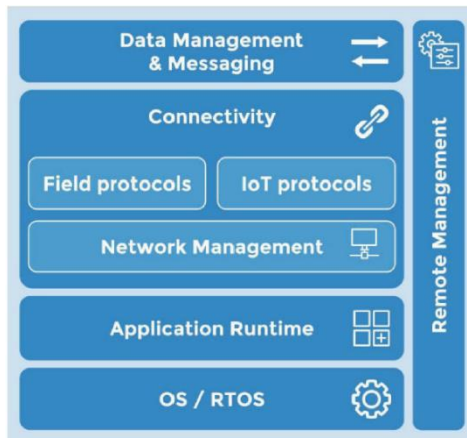 Data Management
& Messaging
Connectivity
Field protocols
IoT protocols
Network Management
Application Runtime
OS / RTOS
Remote Management